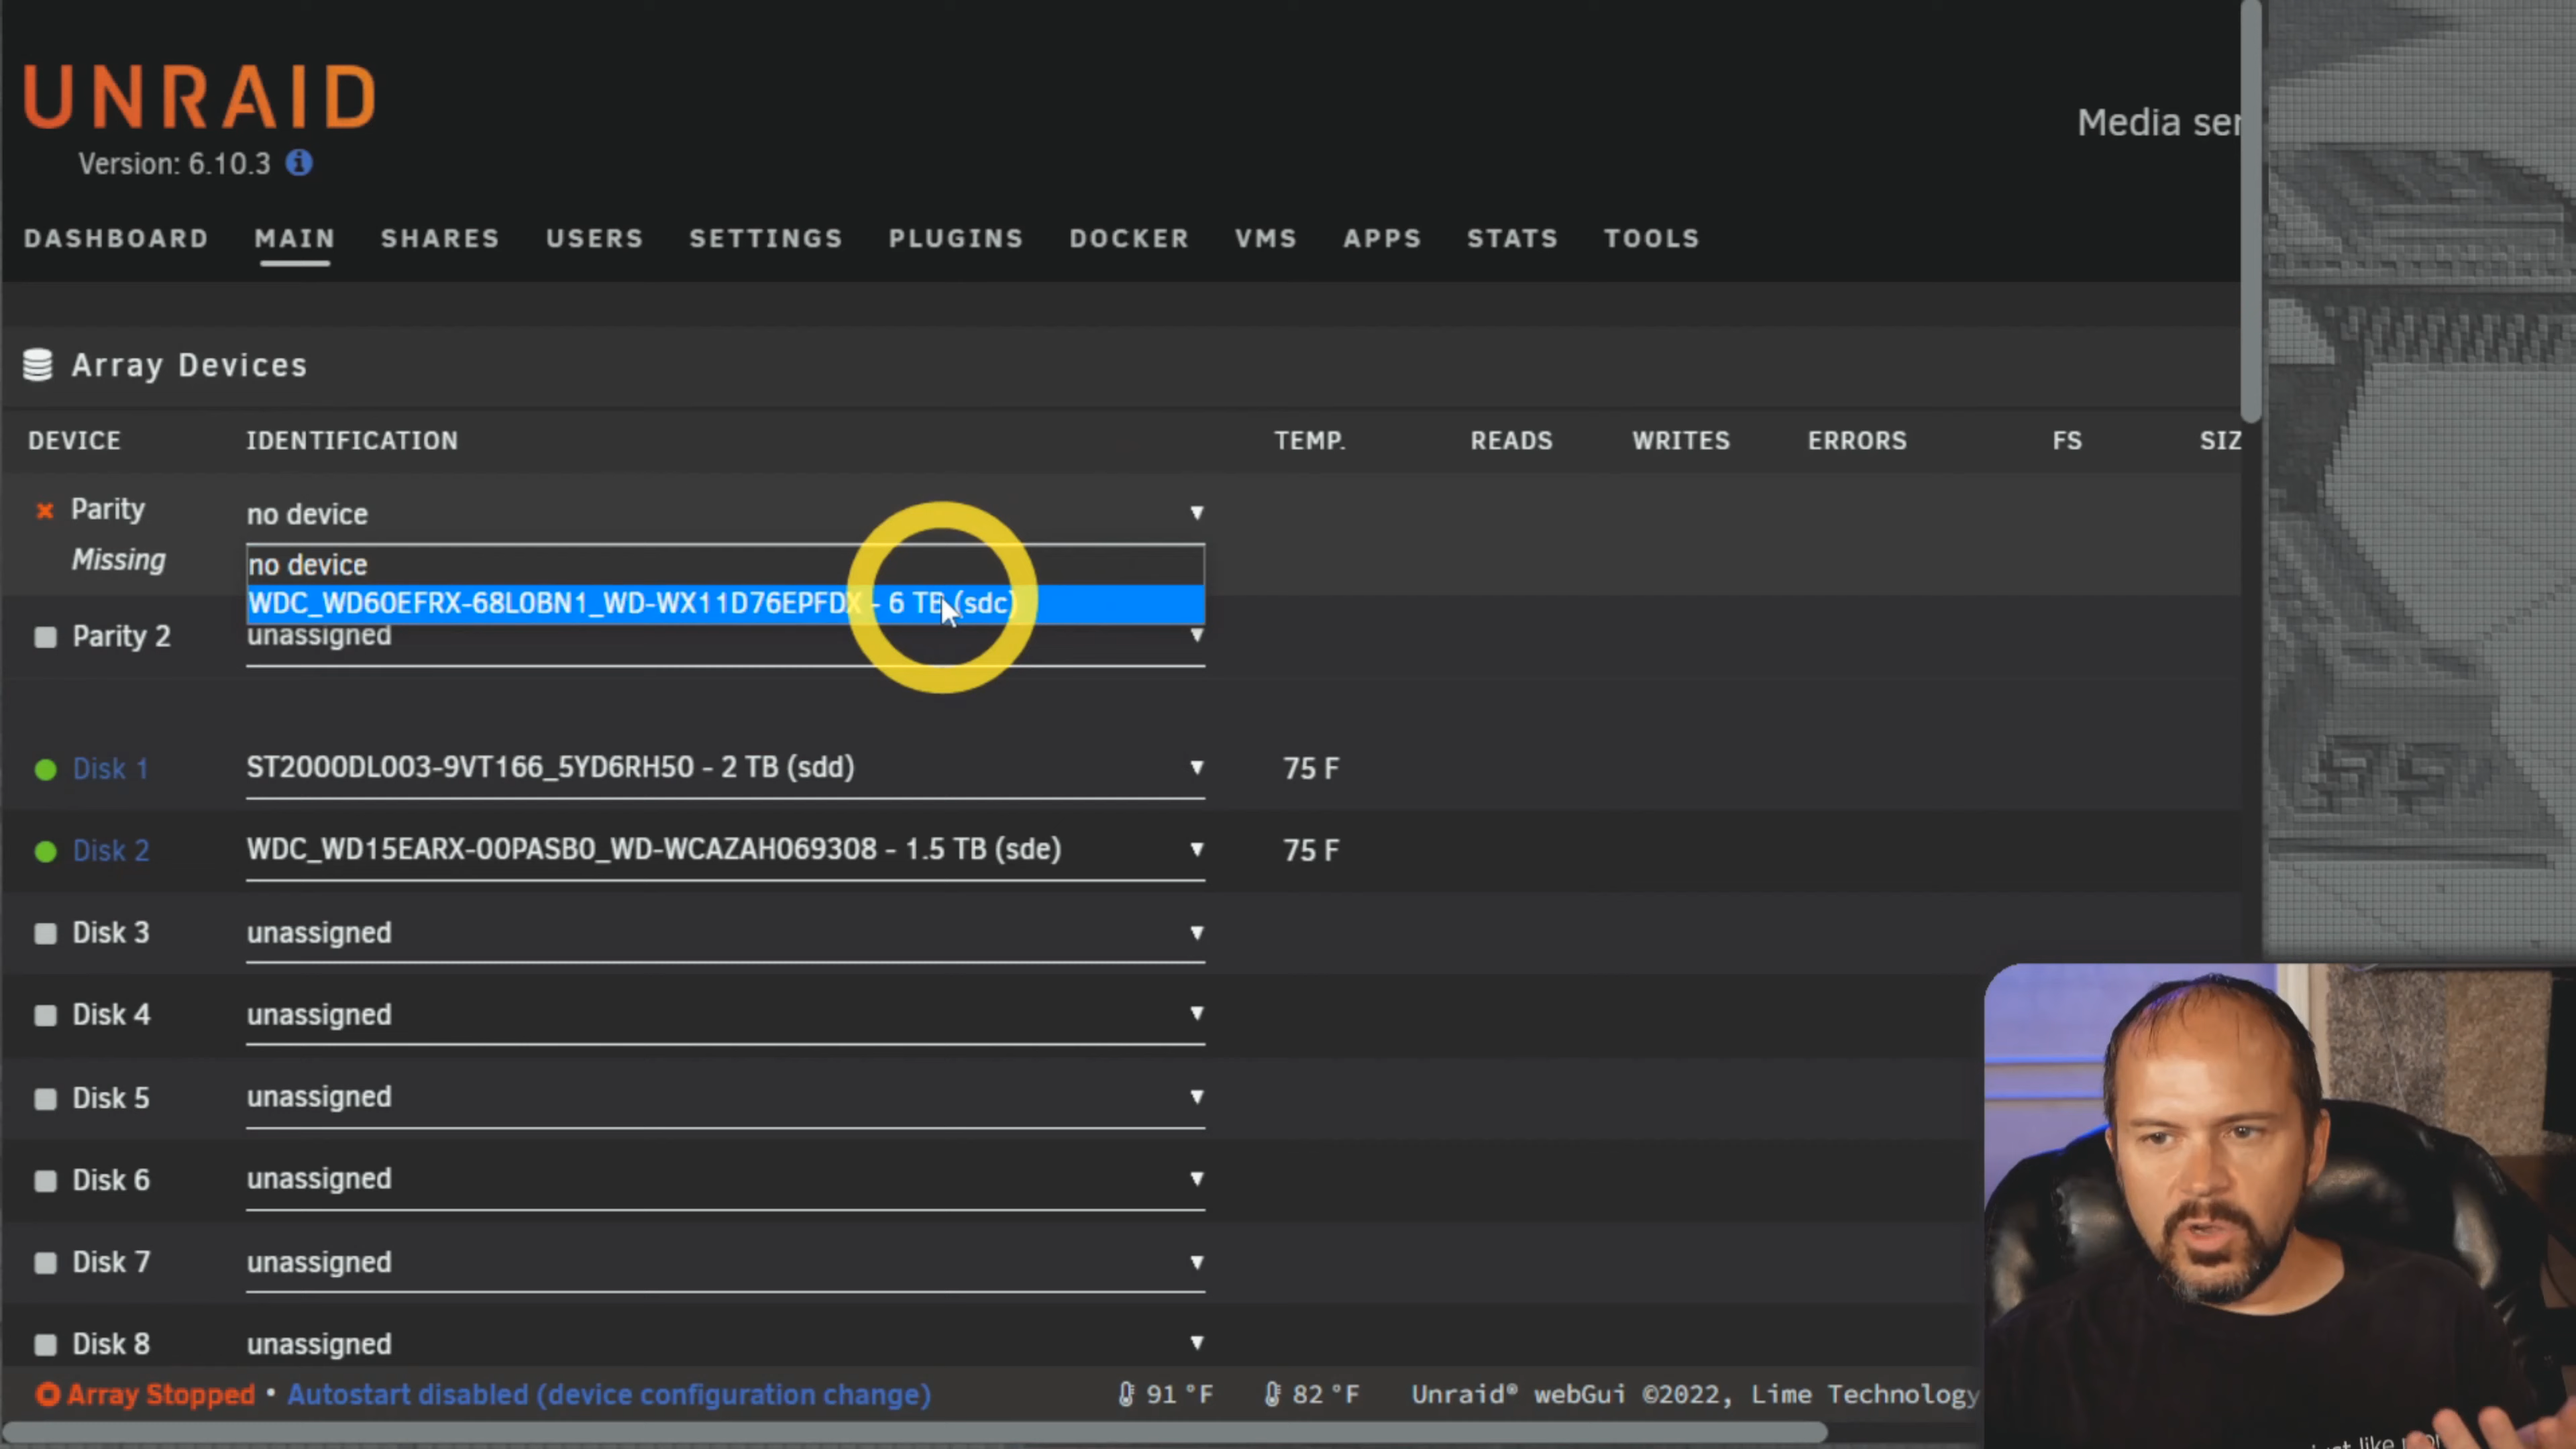 UNRAID
Version: 6.10.3
Media ser
DASHBOARD MAIN SHARES USERS SETTINGS PLUGINS DOCKER VMS APPS STATS TOOLS
Array Devices
DEVICE IDENTIFICATION TEMP. READS WRITES ERRORS FS SIZ
Parity no device
Missing
no device
WDC_WD60EFRX-68L0BN1_WD-WX11D76EPFDX - 6 TB (sdc)
Parity 2 unassigned
Disk 1 ST2000DL003-9VT166_5YD6RH50 - 2 TB (sdd) 75 F
Disk 2 WDC_WD15EARX-00PASB0_WD-WCAZAH069308 - 1.5 TB (sde) 75 F
Disk 3 unassigned
Disk 4 unassigned
Disk 5 unassigned
Disk 6 unassigned
Disk 7 unassigned
Disk 8 unassigned
Array Stopped • Autostart disabled (device configuration change) 91 °F 82 °F Unraid® webGui ©2022, Lime Technology
just like